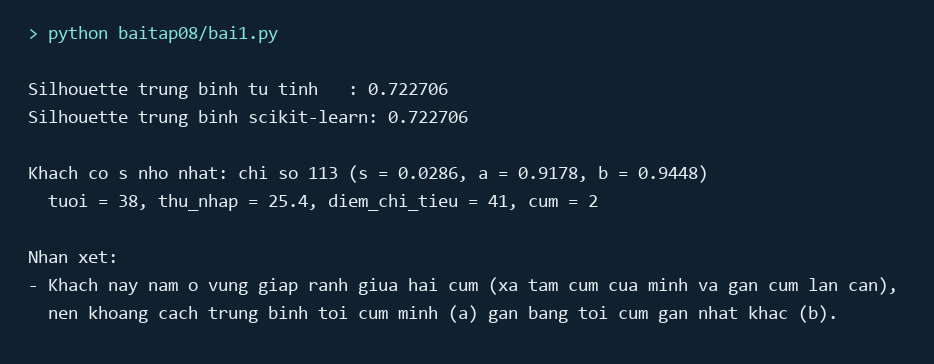 > python baitap08/bai1.py
Silhouette trung binh tu tinh   : 0.722706
Silhouette trung binh scikit-learn: 0.722706
Khach co s nho nhat: chi so 113 (s = 0.0286, a = 0.9178, b = 0.9448)
  tuoi = 38, thu_nhap = 25.4, diem_chi_tieu = 41, cum = 2
Nhan xet:
- Khach nay nam o vung giap ranh giua hai cum (xa tam cum cua minh va gan cum lan can),
  nen khoang cach trung binh toi cum minh (a) gan bang toi cum gan nhat khac (b).